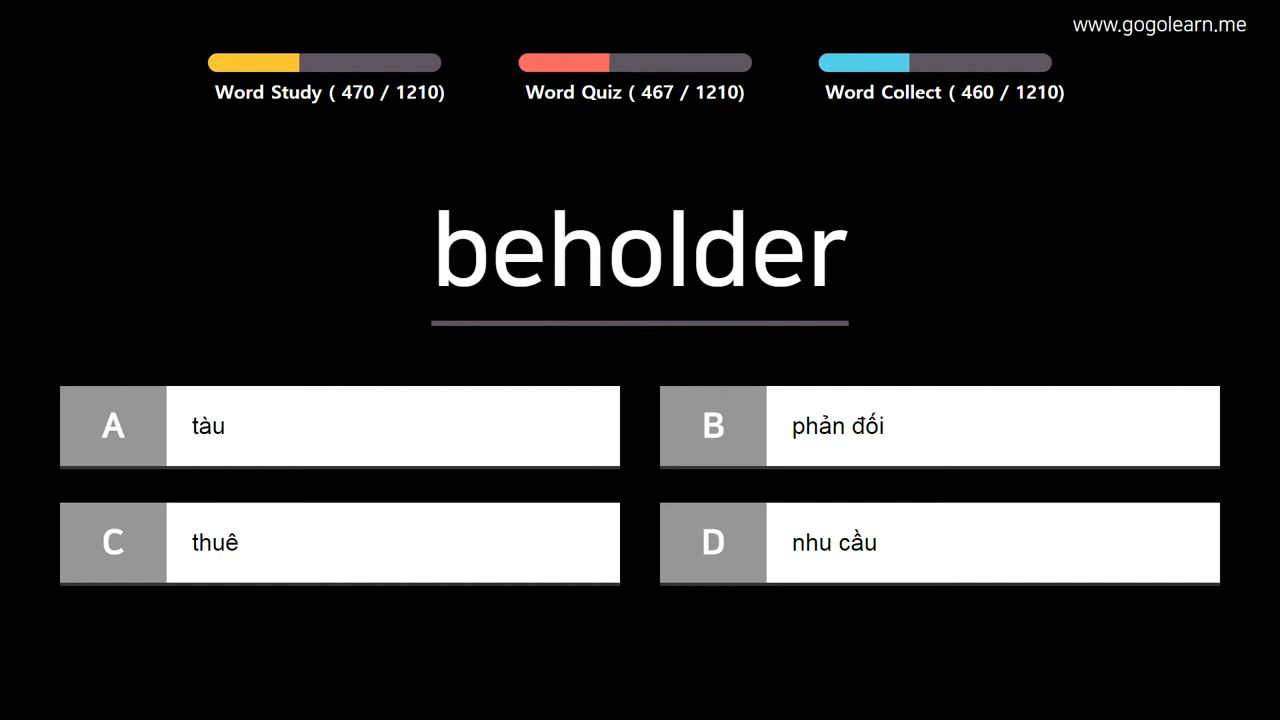 www.gogolearn.me
Word Study ( 470 / 1210)
Word Quiz ( 467 / 1210)
Word Collect ( 460 / 1210)
beholder
A tàu
B phản đối
C thuê
D nhu cầu